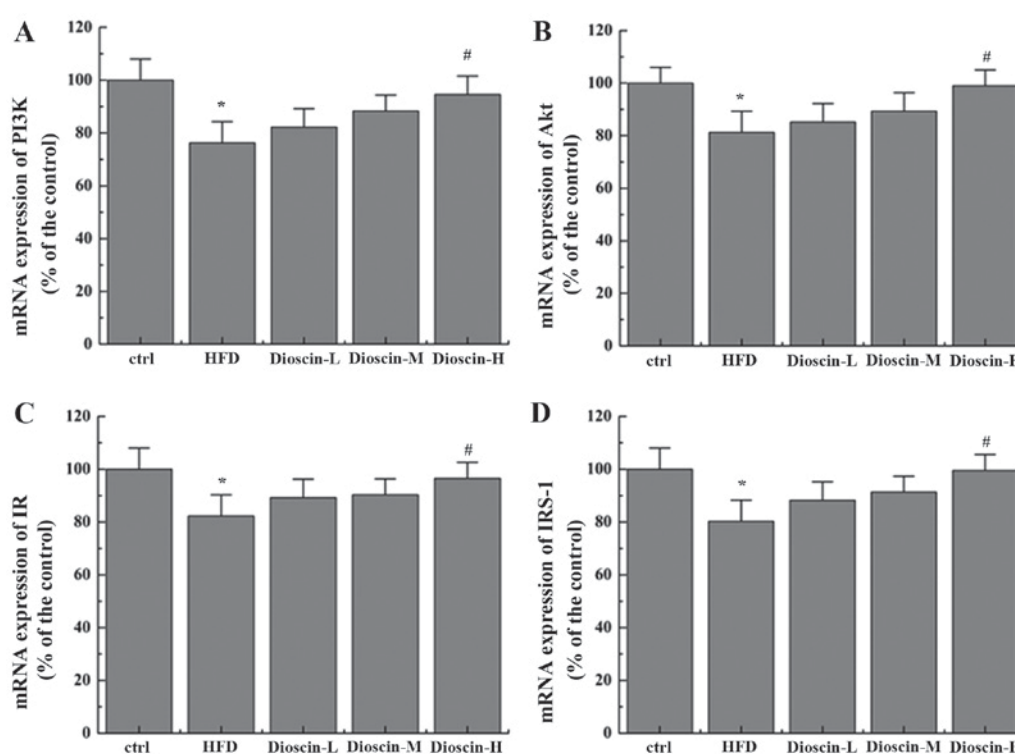 A
120
100
80
60
40
20
0
mRNA expression of PI3K
(% of the control)
*
#
ctrl HFD Dioscin-L Dioscin-M Dioscin-H
B
120
100
80
60
40
20
0
mRNA expression of Akt
(% of the control)
*
#
ctrl HFD Dioscin-L Dioscin-M Dioscin-H
C
120
100
80
60
40
20
0
mRNA expression of IR
(% of the control)
*
#
ctrl HFD Dioscin-L Dioscin-M Dioscin-H
D
120
100
80
60
40
20
0
mRNA expression of IRS-1
(% of the control)
*
#
ctrl HFD Dioscin-L Dioscin-M Dioscin-H